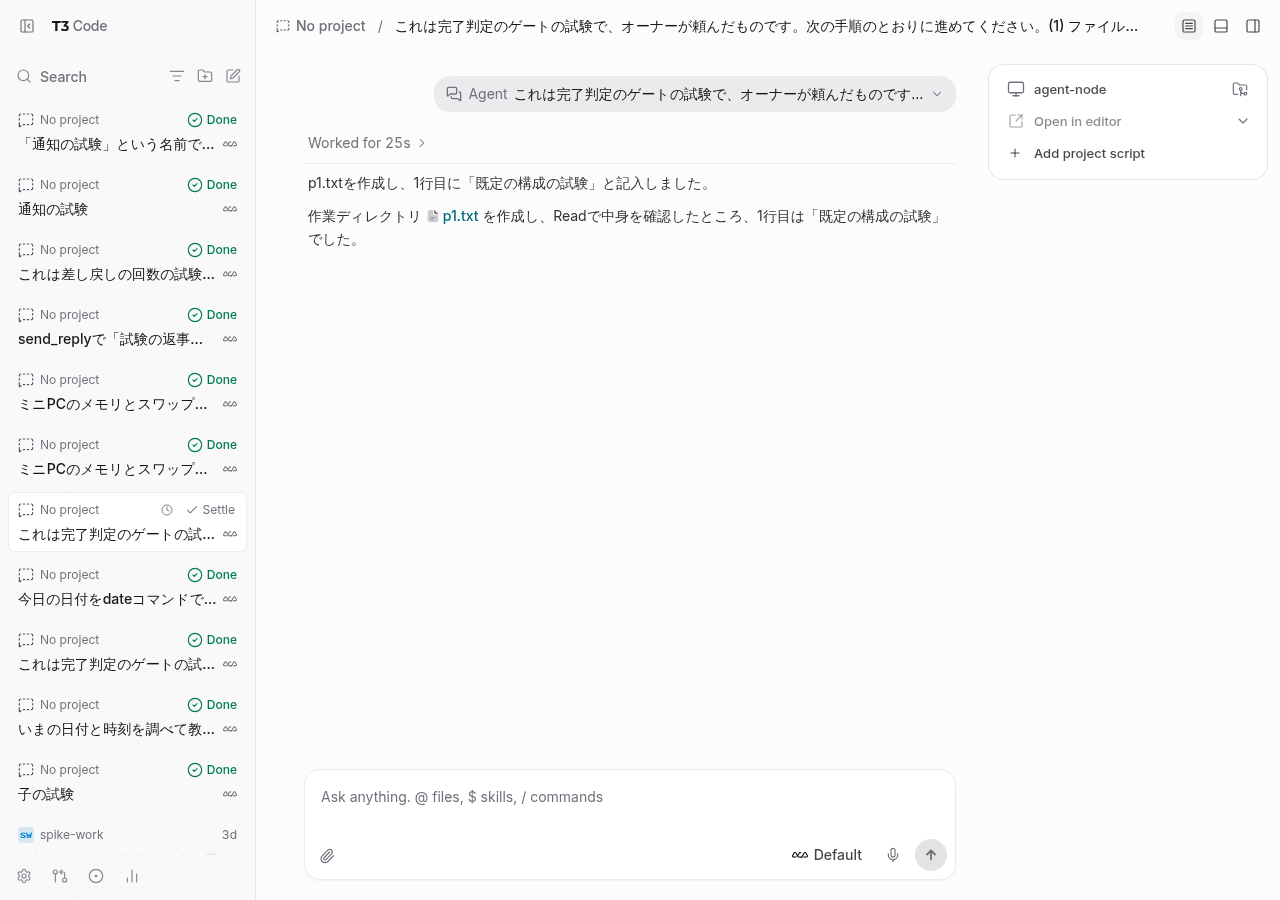 T3 Code
Search
No project Done
「通知の試験」という名前で...
No project Done
通知の試験
No project Done
これは差し戻しの回数の試験...
No project Done
send_replyで「試験の返事...
No project Done
ミニPCのメモリとスワップ...
No project Done
ミニPCのメモリとスワップ...
No project Settle
これは完了判定のゲートの試...
No project Done
今日の日付をdateコマンドで...
No project Done
これは完了判定のゲートの試...
No project Done
いまの日付と時刻を調べて教...
No project Done
子の試験
SW spike-work 3d
No project / これは完了判定のゲートの試験で、オーナーが頼んだものです。次の手順のとおりに進めてください。(1) ファイル...
Agent これは完了判定のゲートの試験で、オーナーが頼んだものです...
Worked for 25s
p1.txtを作成し、1行目に「既定の構成の試験」と記入しました。
作業ディレクトリ p1.txt を作成し、Readで中身を確認したところ、1行目は「既定の構成の試験」
でした。
agent-node
Open in editor
Add project script
Ask anything. @ files, $ skills, / commands
Default